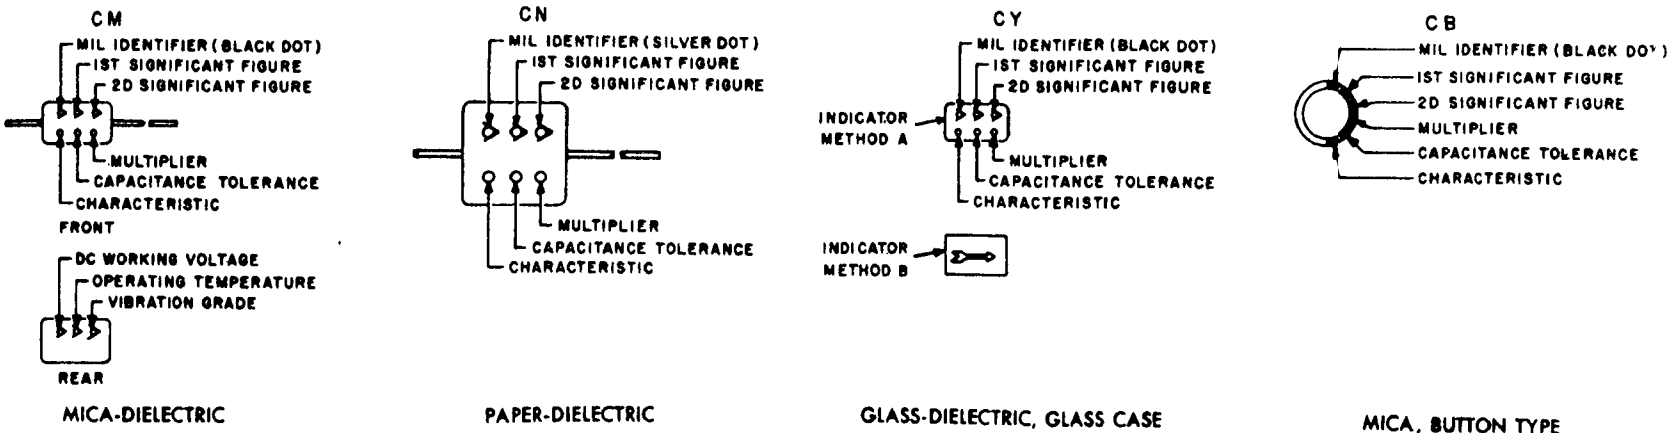 CM
MIL IDENTIFIER (BLACK DOT)
1ST SIGNIFICANT FIGURE
2D SIGNIFICANT FIGURE
MULTIPLIER
CAPACITANCE TOLERANCE
CHARACTERISTIC
FRONT
DC WORKING VOLTAGE
OPERATING TEMPERATURE
VIBRATION GRADE
REAR
MICA-DIELECTRIC
CN
MIL IDENTIFIER (SILVER DOT)
1ST SIGNIFICANT FIGURE
2D SIGNIFICANT FIGURE
MULTIPLIER
CAPACITANCE TOLERANCE
CHARACTERISTIC
PAPER-DIELECTRIC
CY
MIL IDENTIFIER (BLACK DOT)
1ST SIGNIFICANT FIGURE
2D SIGNIFICANT FIGURE
INDICATOR
METHOD A
MULTIPLIER
CAPACITANCE TOLERANCE
CHARACTERISTIC
INDICATOR
METHOD B
GLASS-DIELECTRIC, GLASS CASE
CB
MIL IDENTIFIER (BLACK DOT)
1ST SIGNIFICANT FIGURE
2D SIGNIFICANT FIGURE
MULTIPLIER
CAPACITANCE TOLERANCE
CHARACTERISTIC
MICA, BUTTON TYPE